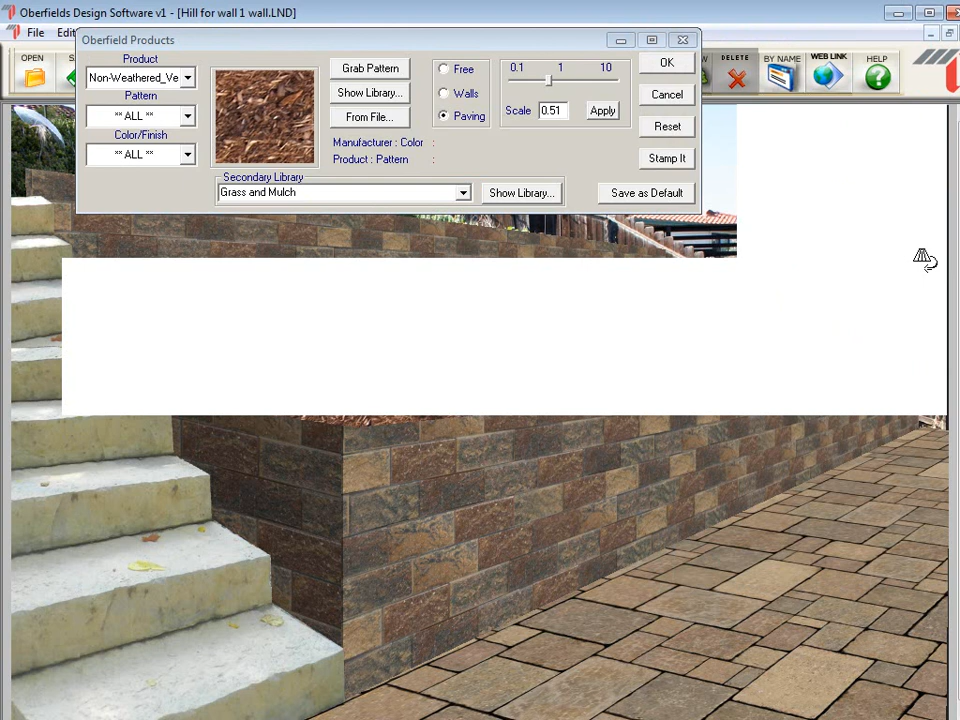 Oberfields Design Software v1 - [Hill for wall 1 wall.LND]
File Edit
Oberfield Products
OPEN
DELETE
BY NAME
WEB LINK
HELP
Product
Non-Weathered_Ve
Pattern
** ALL **
Color/Finish
** ALL **
Grab Pattern
Show Library...
From File...
Free
Walls
Paving
0.1 1 10
Scale 0.51 Apply
OK
Cancel
Reset
Stamp It
Save as Default
Manufacturer : Color :
Product : Pattern :
Secondary Library
Grass and Mulch
Show Library...